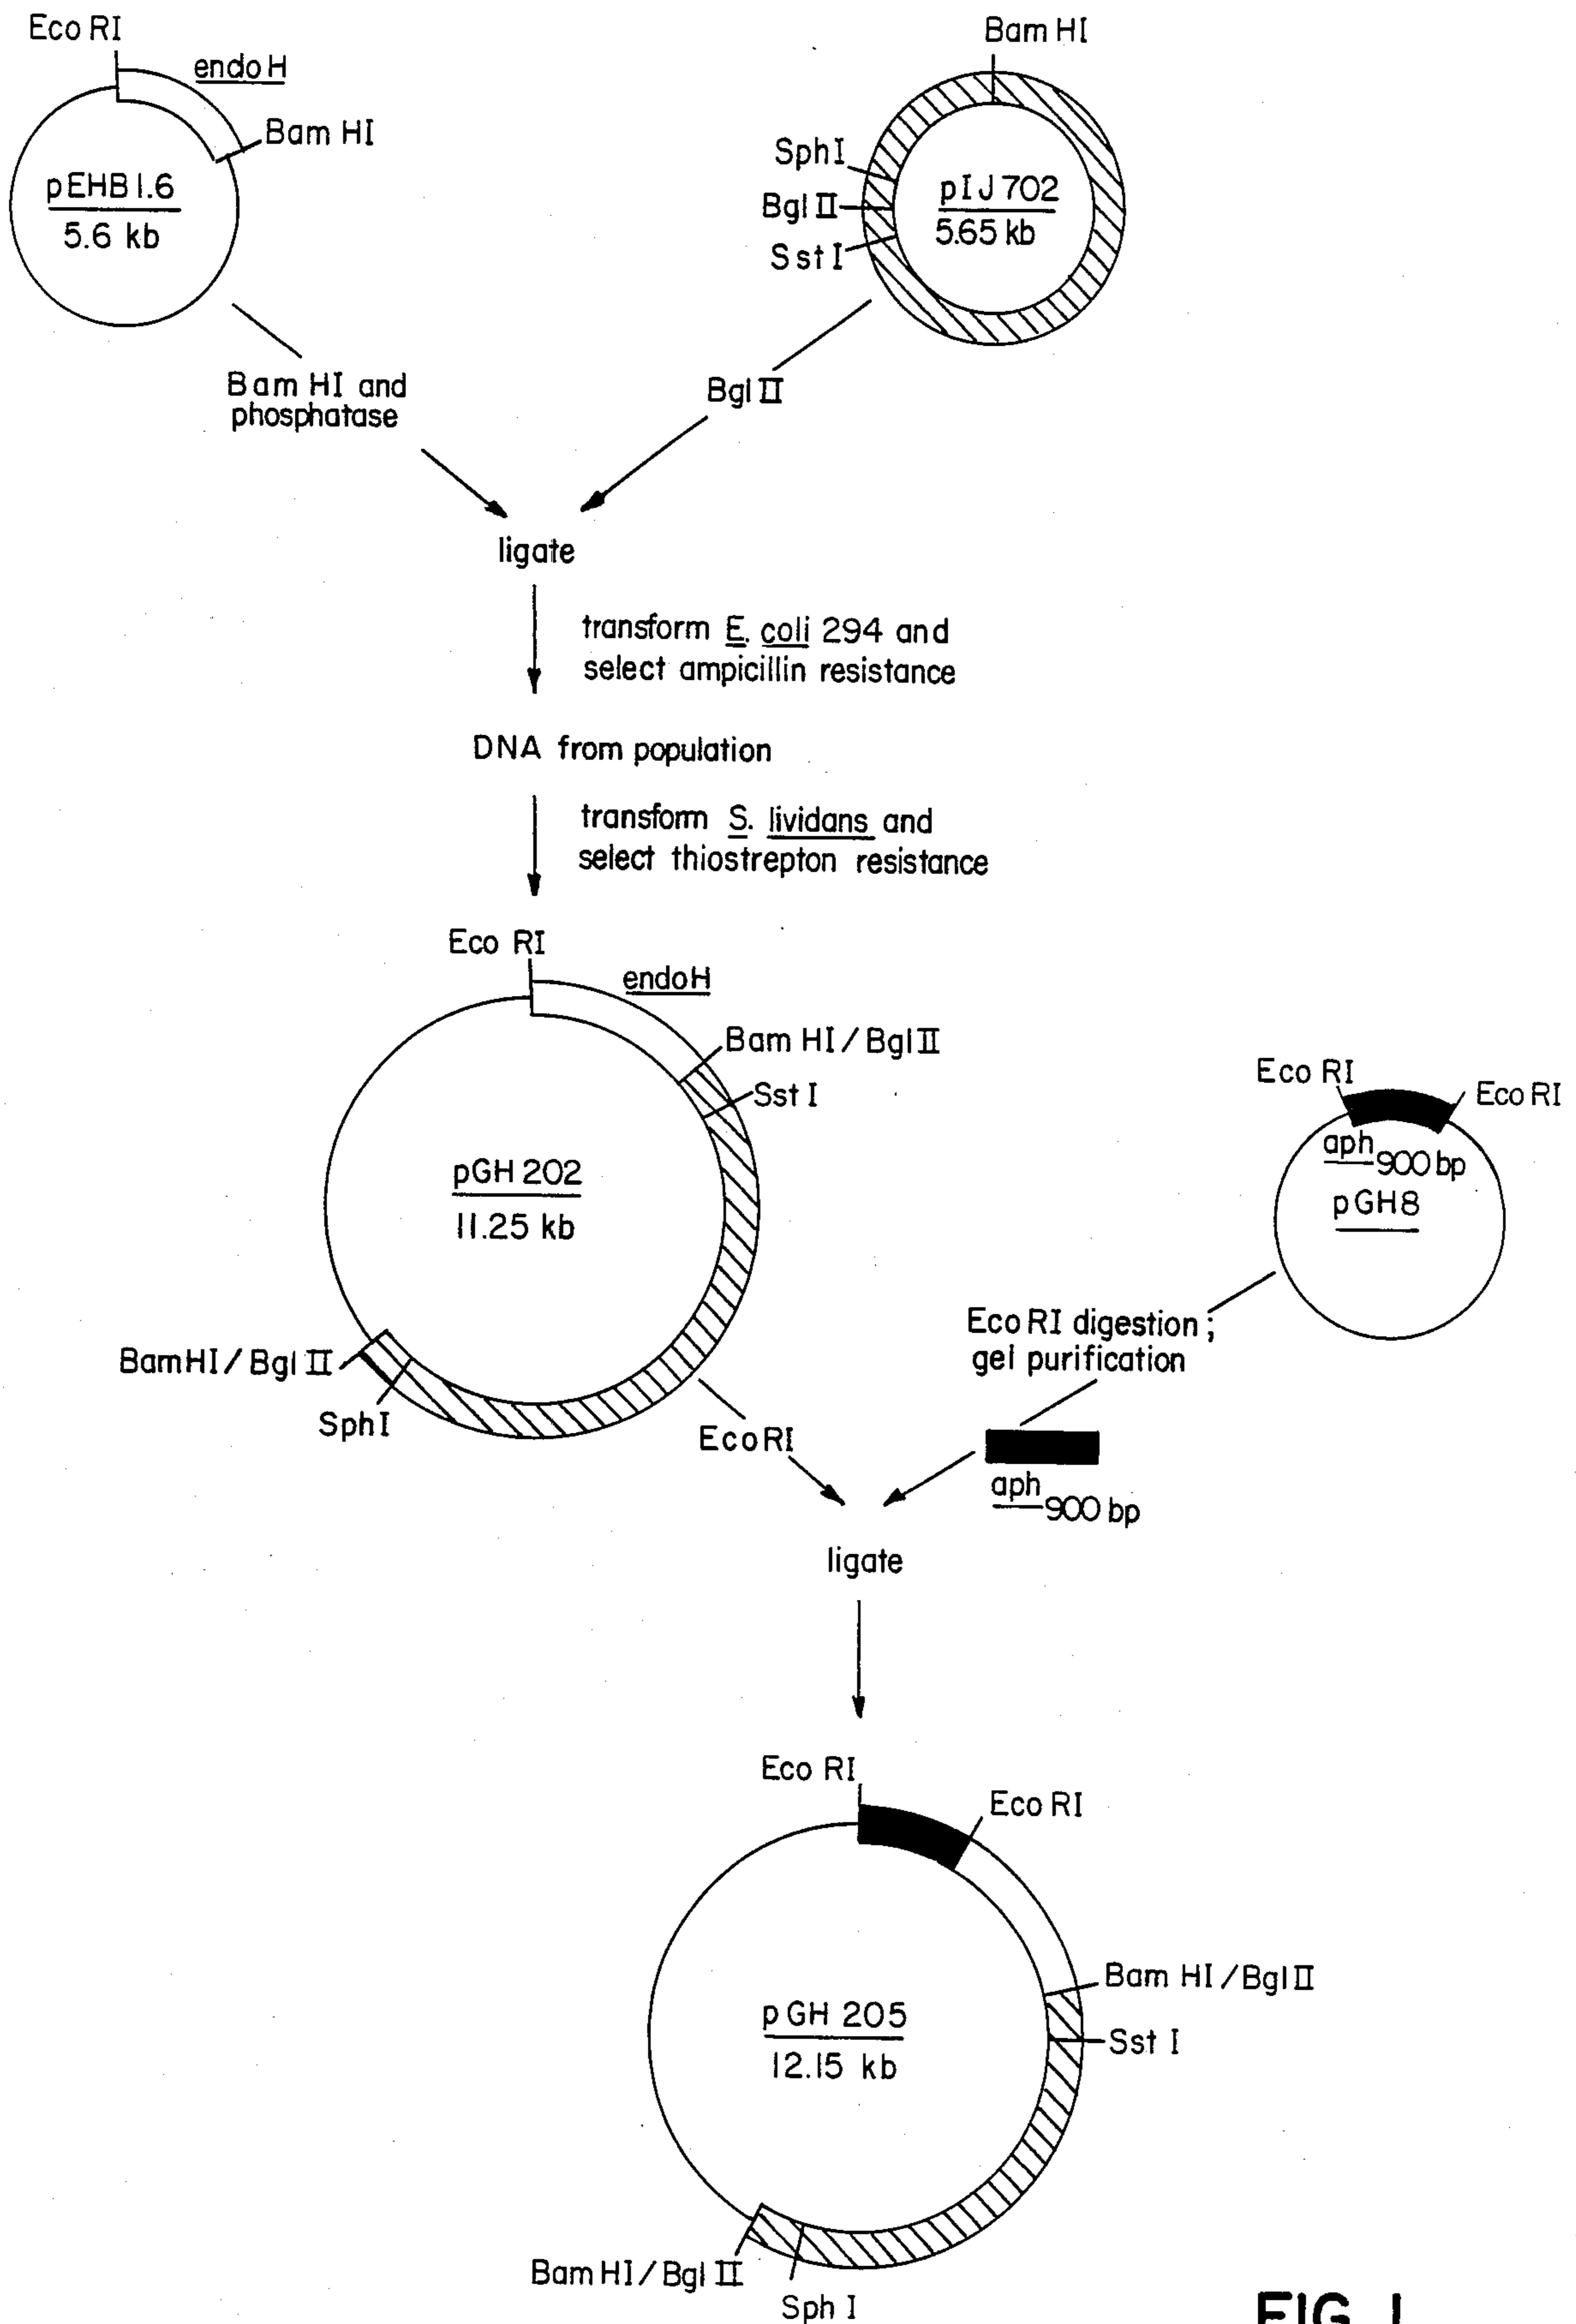 Eco RI
endo H
Bam HI
pEHB1.6
5.6 kb
Bam HI
Sph I
Bgl II
Sst I
pIJ 702
5.65 kb
Bam HI and
phosphatase
Bgl II
ligate
transform E. coli 294 and
select ampicillin resistance
DNA from population
transform S. lividans and
select thiostrepton resistance
Eco RI
endo H
Bam HI/Bgl II
Sst I
pGH 202
11.25 kb
Bam HI/Bgl II
Sph I
Eco RI
Eco RI
Eco RI
aph 900 bp
pGH8
Eco RI digestion;
gel purification
aph 900 bp
ligate
Eco RI
Eco RI
Bam HI/Bgl II
Sst I
pGH 205
12.15 kb
Bam HI/Bgl II
Sph I
FIG. 1